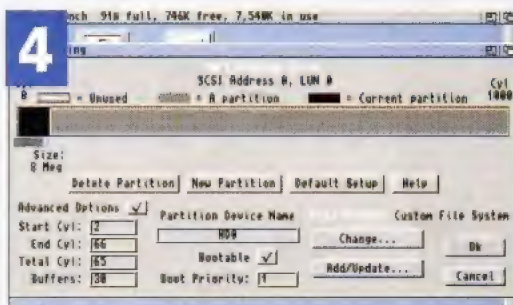 nch 91% full, 746K free, 7,540K in use
4
ing
SCSI Address 0, LUN 0
Cyl
0 = Unused = A partition = Current partition 1000
Size:
8 Meg
Delete Partition New Partition Default Setup Help
Advanced Options
Start Cyl: 2
End Cyl: 66
Total Cyl: 65
Buffers: 30
Partition Device Name
HD0
Bootable
Boot Priority: 1
Custom File System
Change...
Add/Update...
Ok
Cancel